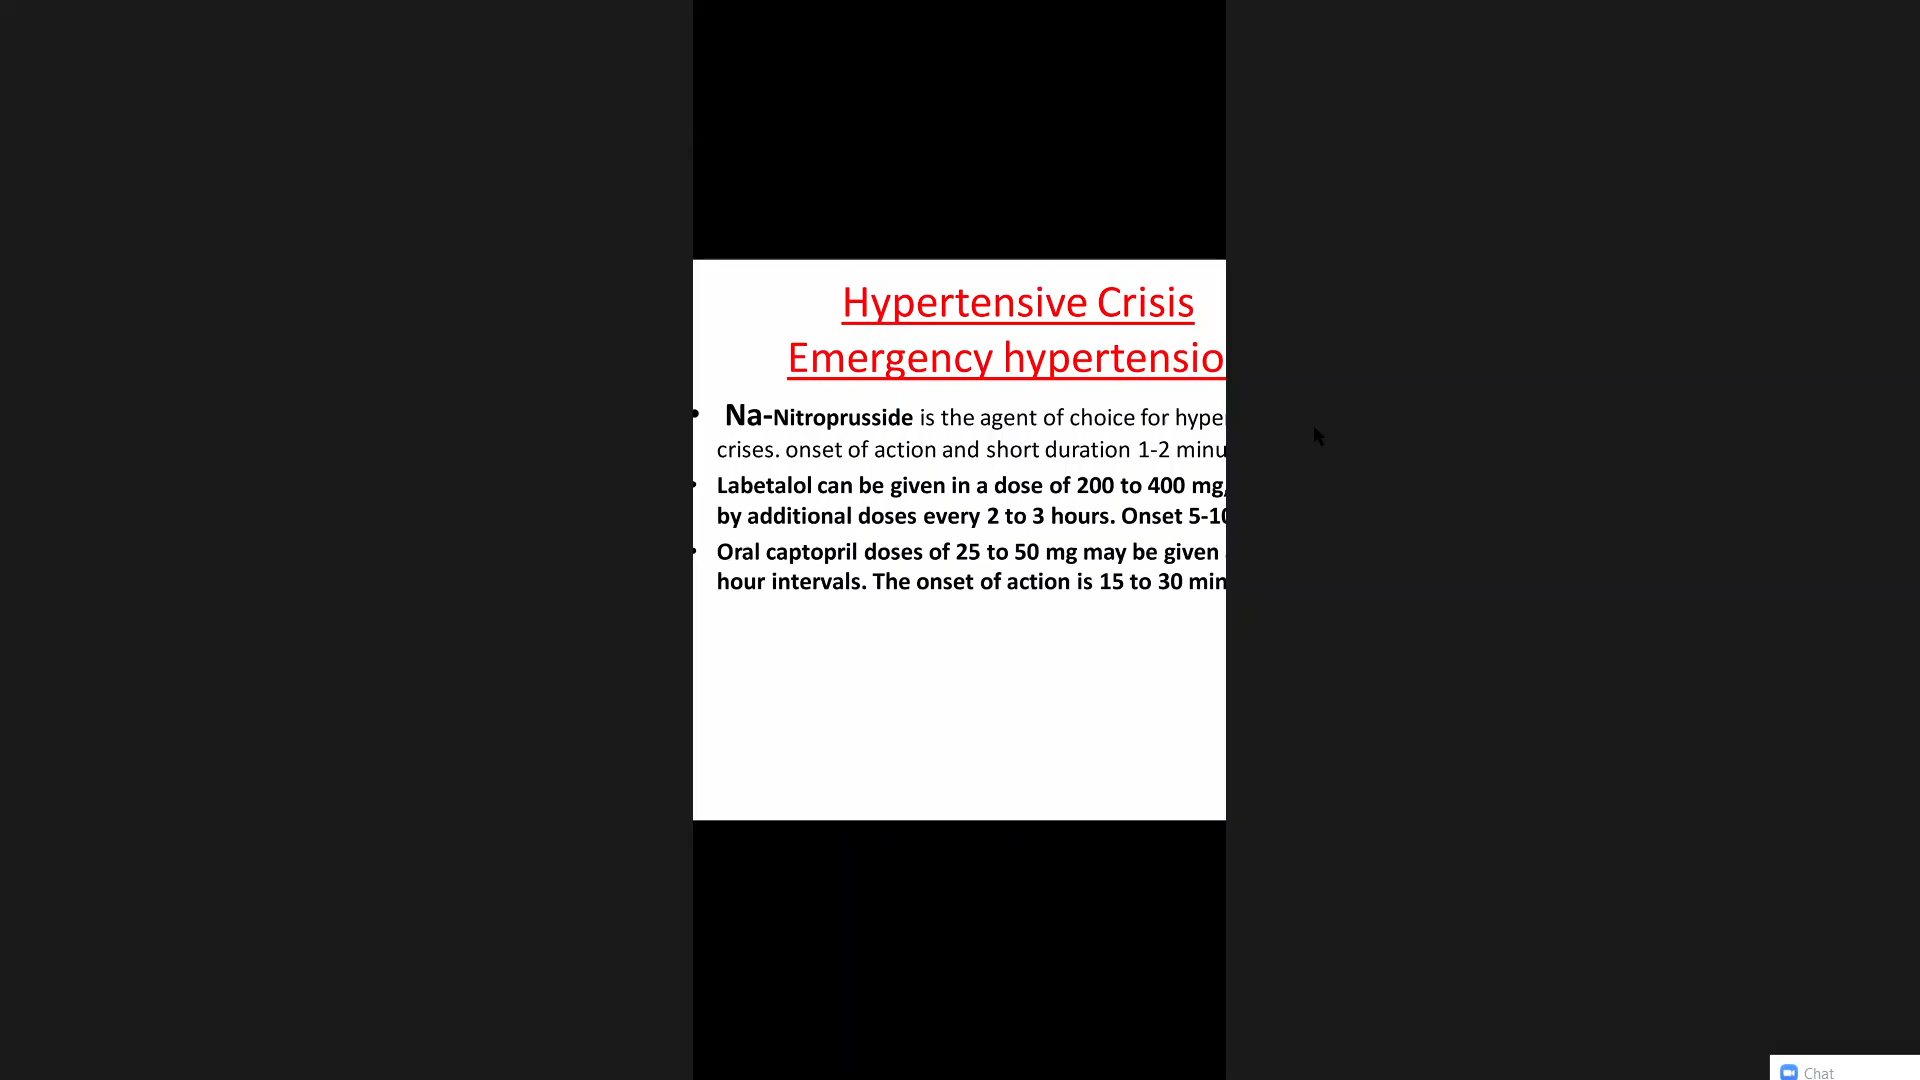 Hypertensive Crisis
Emergency hypertensio
• Na-Nitroprusside is the agent of choice for hype
crises. onset of action and short duration 1-2 minu
• Labetalol can be given in a dose of 200 to 400 mg,
by additional doses every 2 to 3 hours. Onset 5-10
• Oral captopril doses of 25 to 50 mg may be given
hour intervals. The onset of action is 15 to 30 min
Chat